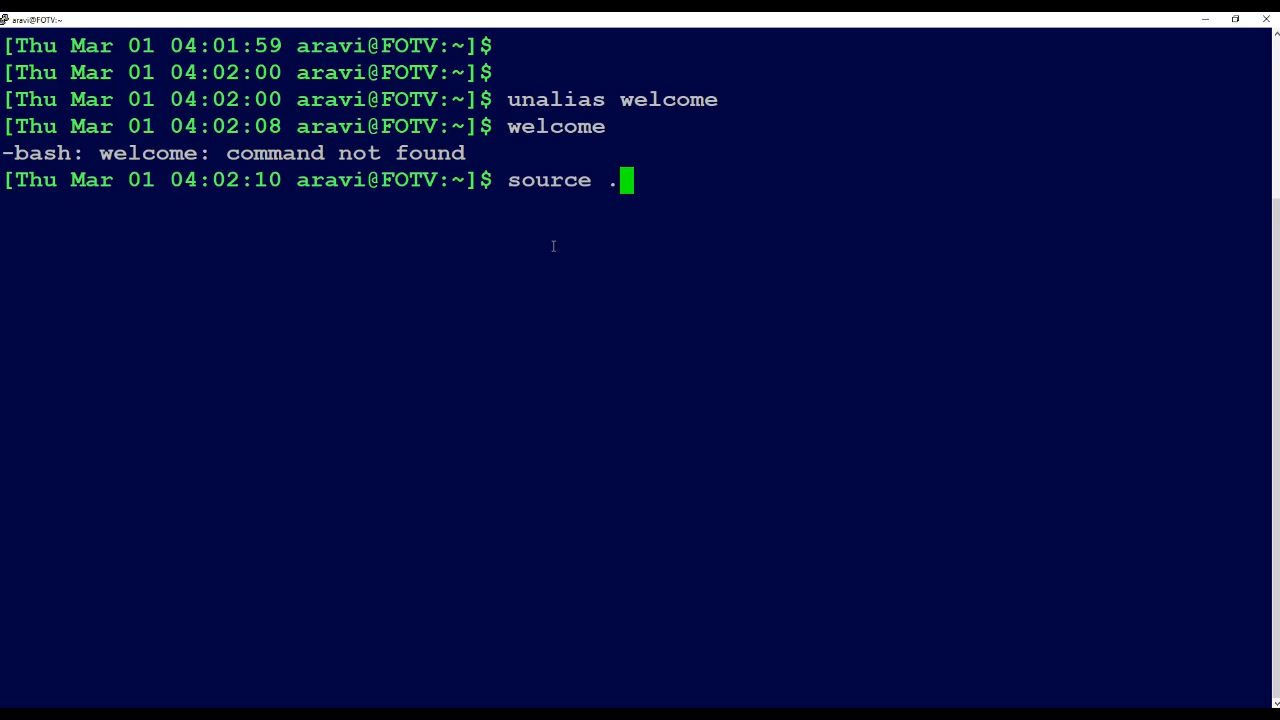 aravi@FOTV:~
[Thu Mar 01 04:01:59 aravi@FOTV:~]$
[Thu Mar 01 04:02:00 aravi@FOTV:~]$
[Thu Mar 01 04:02:00 aravi@FOTV:~]$ unalias welcome
[Thu Mar 01 04:02:08 aravi@FOTV:~]$ welcome
-bash: welcome: command not found
[Thu Mar 01 04:02:10 aravi@FOTV:~]$ source .